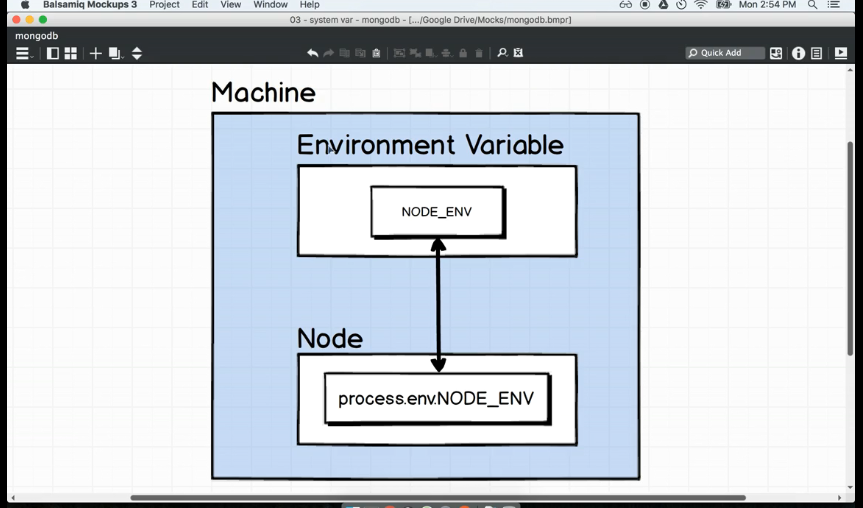 Balsamiq Mockups 3 Project Edit View Window Help Mon 2:54 PM
03 - system var - mongodb - [.../Google Drive/Mocks/mongodb.bmpr]
mongodb
Quick Add
Machine
Environment Variable
NODE_ENV
Node
process.env.NODE_ENV